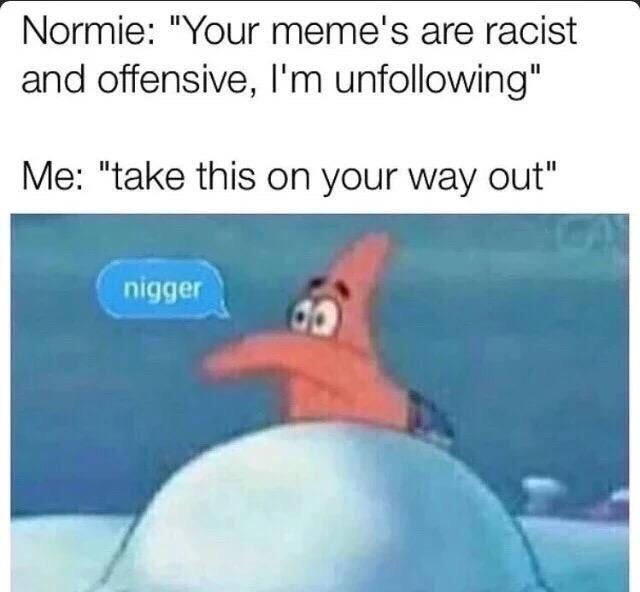 Normie: "Your meme's are racist
and offensive, I'm unfollowing"
Me: "take this on your way out"
nigger